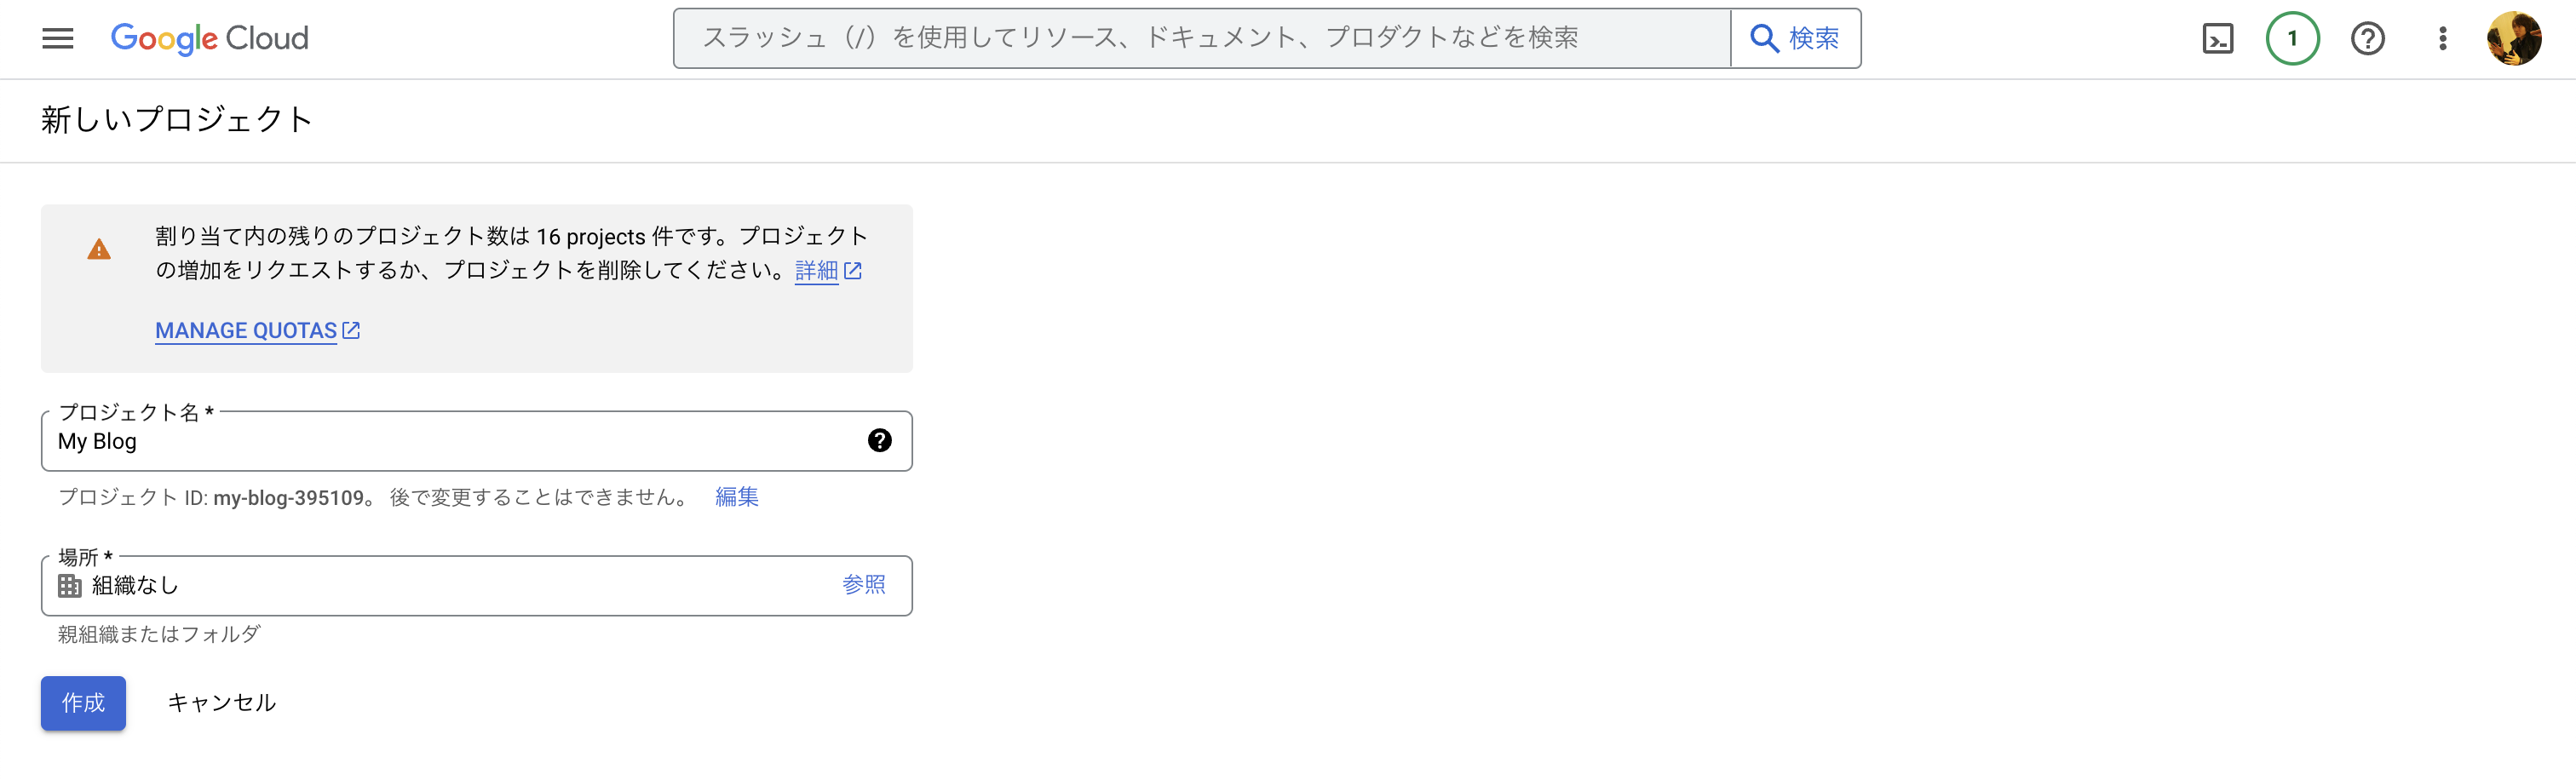 Google Cloud
スラッシュ（/）を使用してリソース、ドキュメント、プロダクトなどを検索
検索
1
新しいプロジェクト
割り当て内の残りのプロジェクト数は 16 projects 件です。プロジェクト
の増加をリクエストするか、プロジェクトを削除してください。詳細
MANAGE QUOTAS
プロジェクト名 *
My Blog
プロジェクト ID: my-blog-395109。 後で変更することはできません。 編集
場所 *
組織なし
参照
親組織またはフォルダ
作成 キャンセル